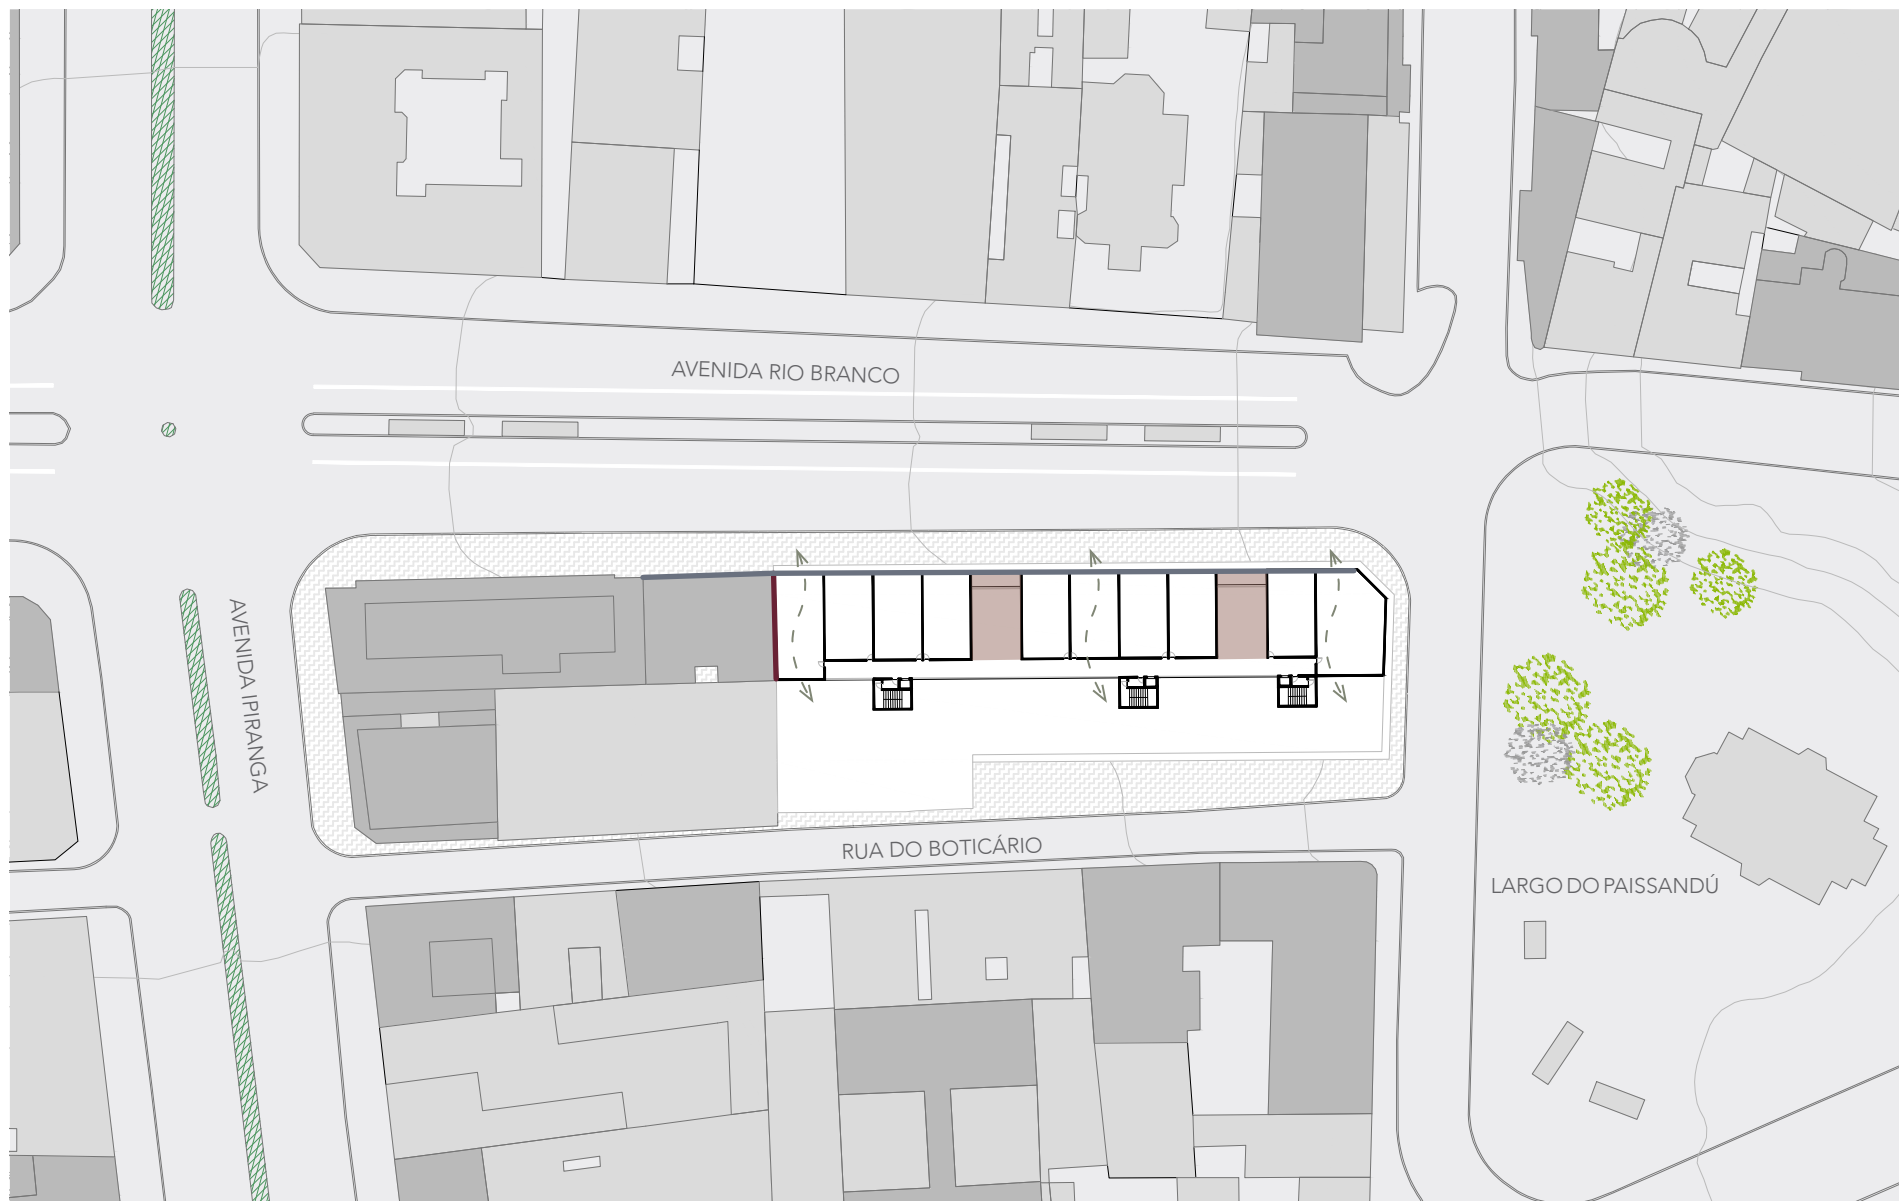 AVENIDA RIO BRANCO
AVENIDA IPIRANGA
RUA DO BOTICÁRIO
LARGO DO PAISSANDÚ